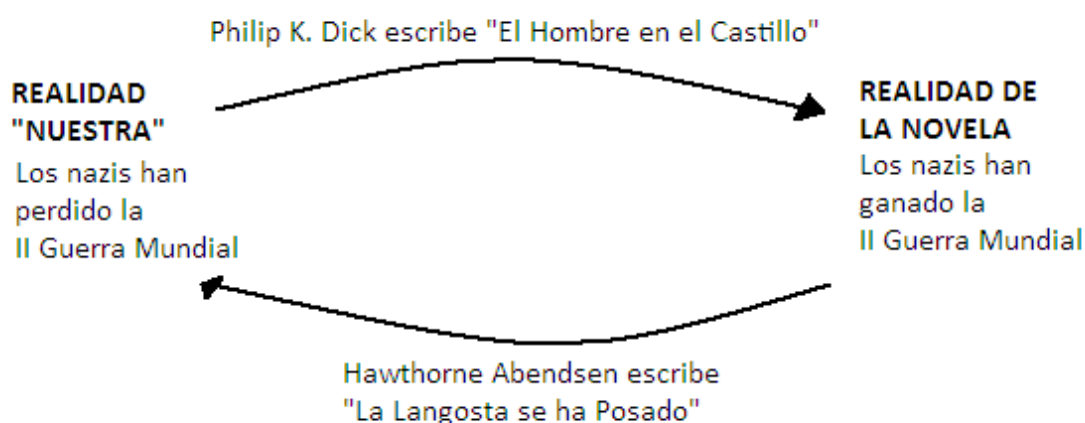 Philip K. Dick escribe "El Hombre en el Castillo"
REALIDAD
"NUESTRA"
Los nazis han
perdido la
II Guerra Mundial
REALIDAD DE
LA NOVELA
Los nazis han
ganado la
II Guerra Mundial
Hawthorne Abendsen escribe
"La Langosta se ha Posado"